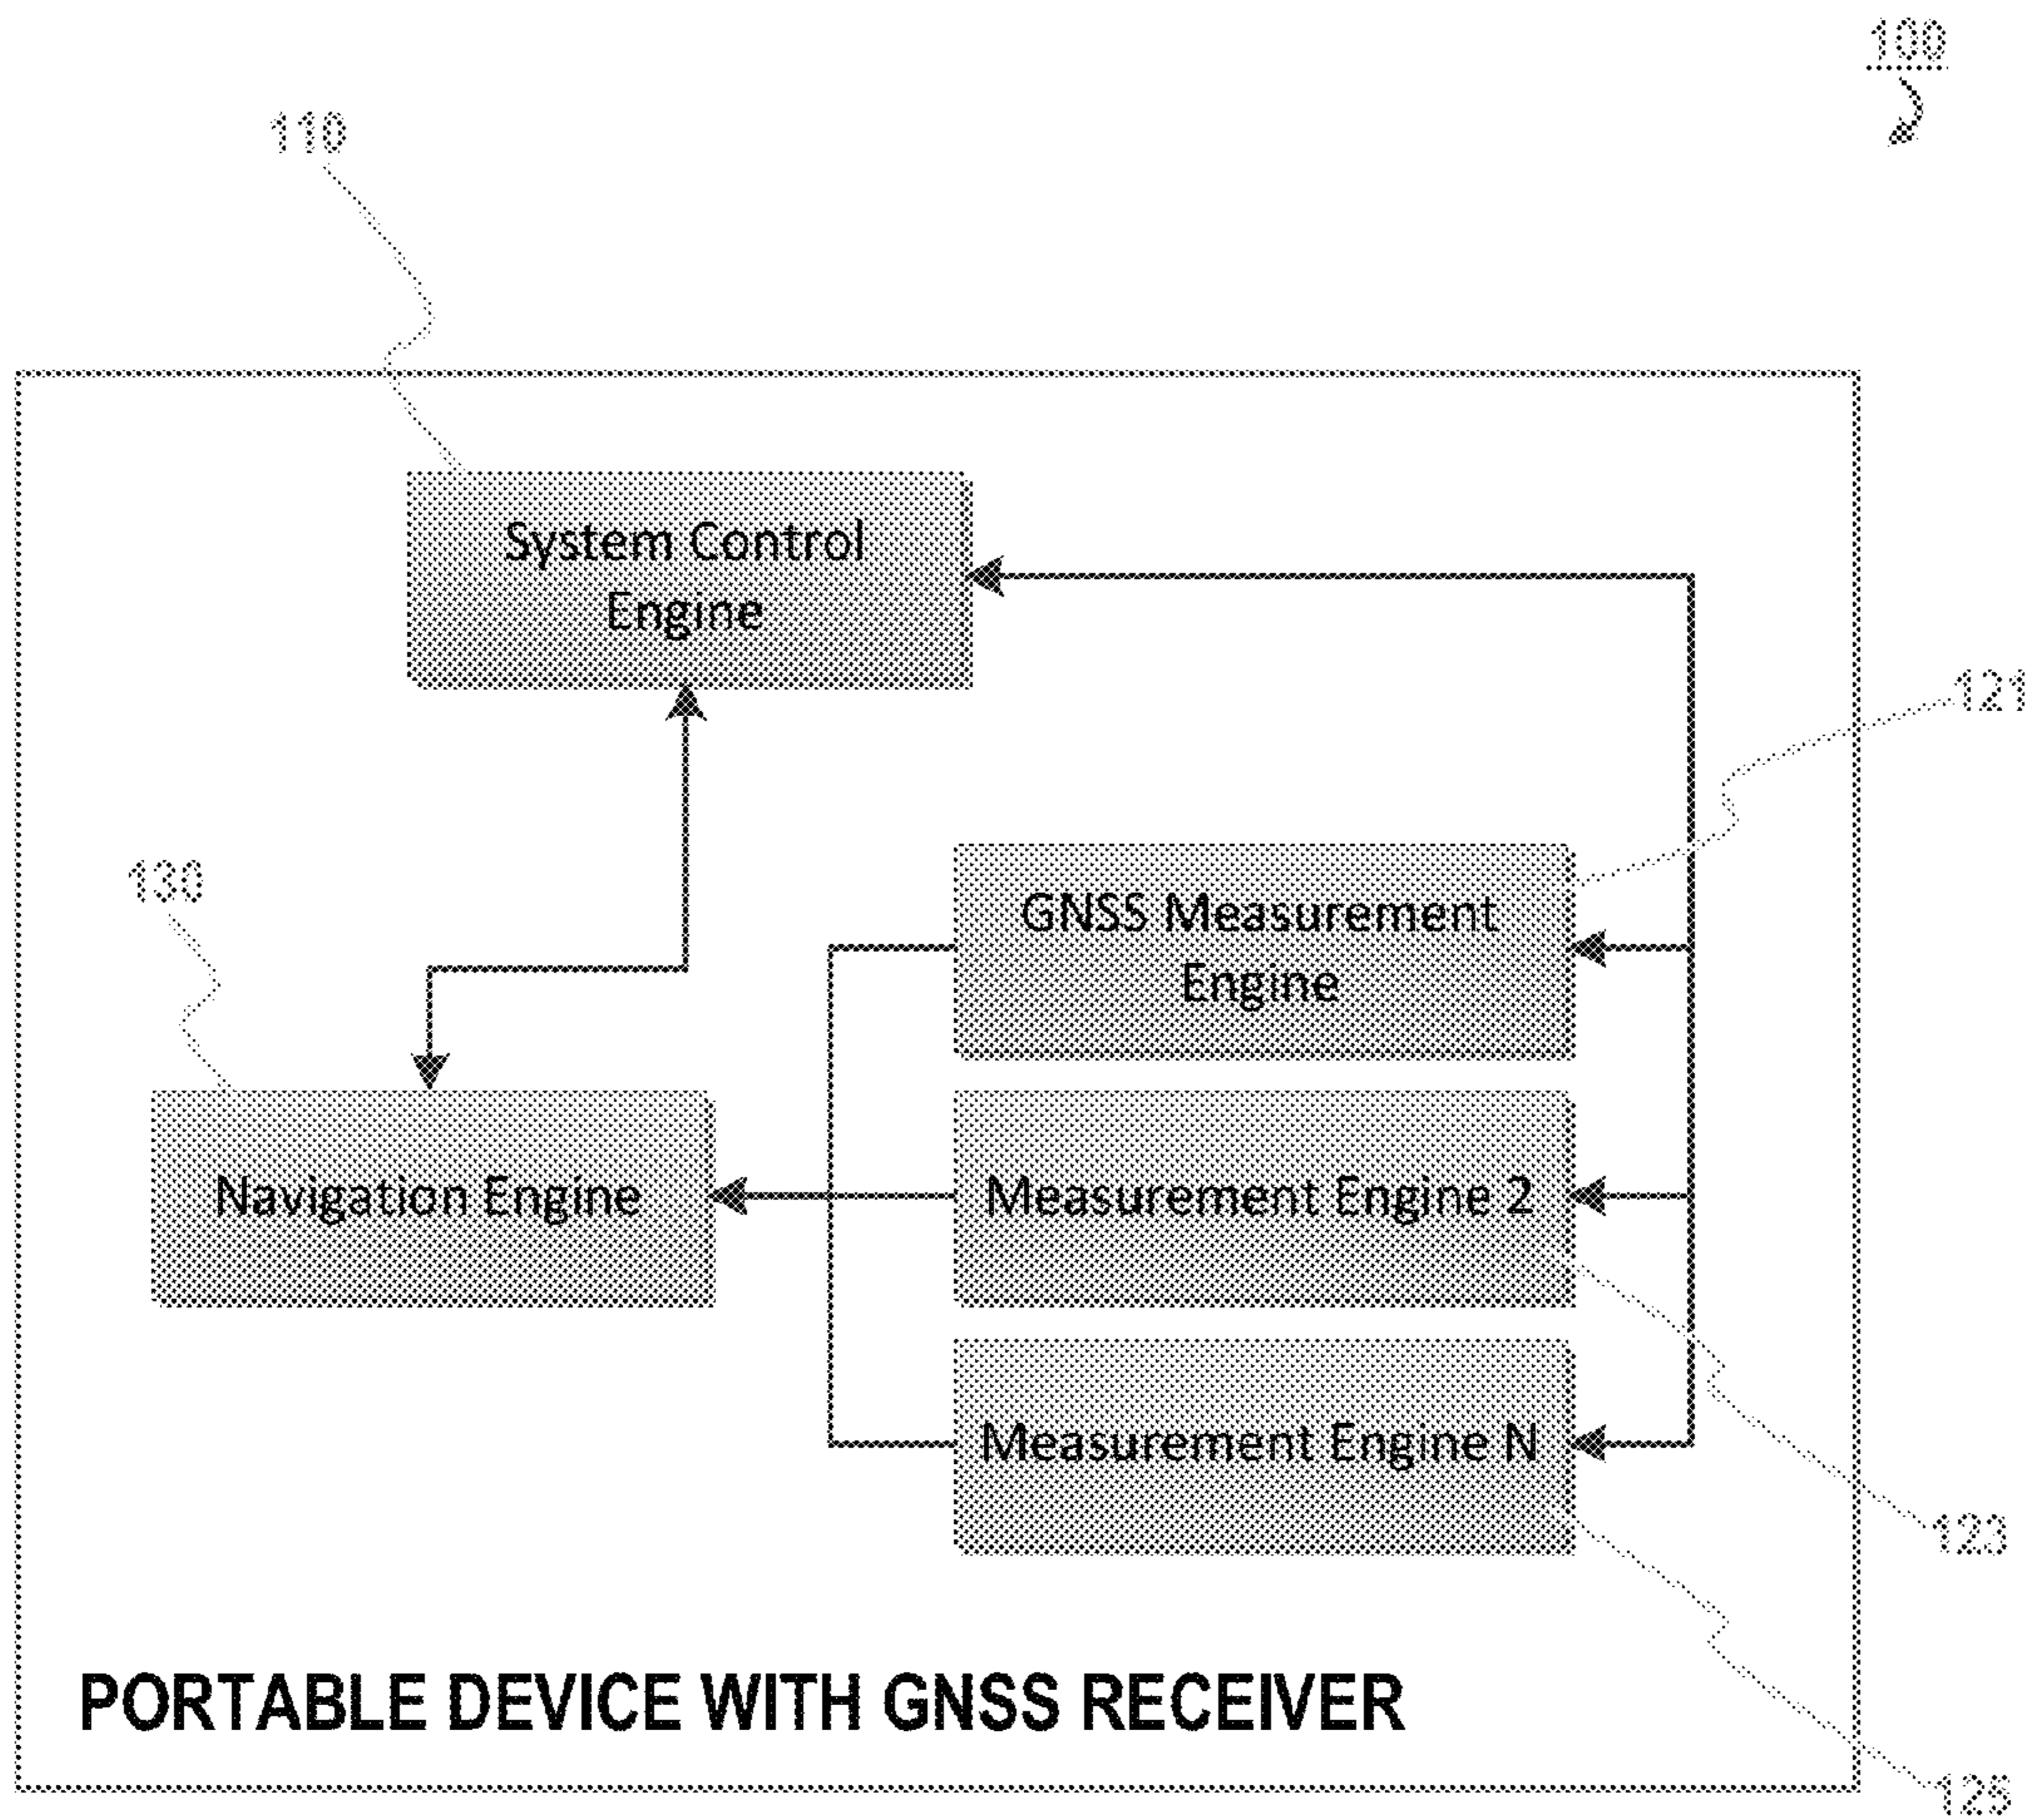 100
110
System Control
Engine
121
130
GNSS Measurement
Engine
Navigation Engine
Measurement Engine 2
Measurement Engine N
123
PORTABLE DEVICE WITH GNSS RECEIVER
125